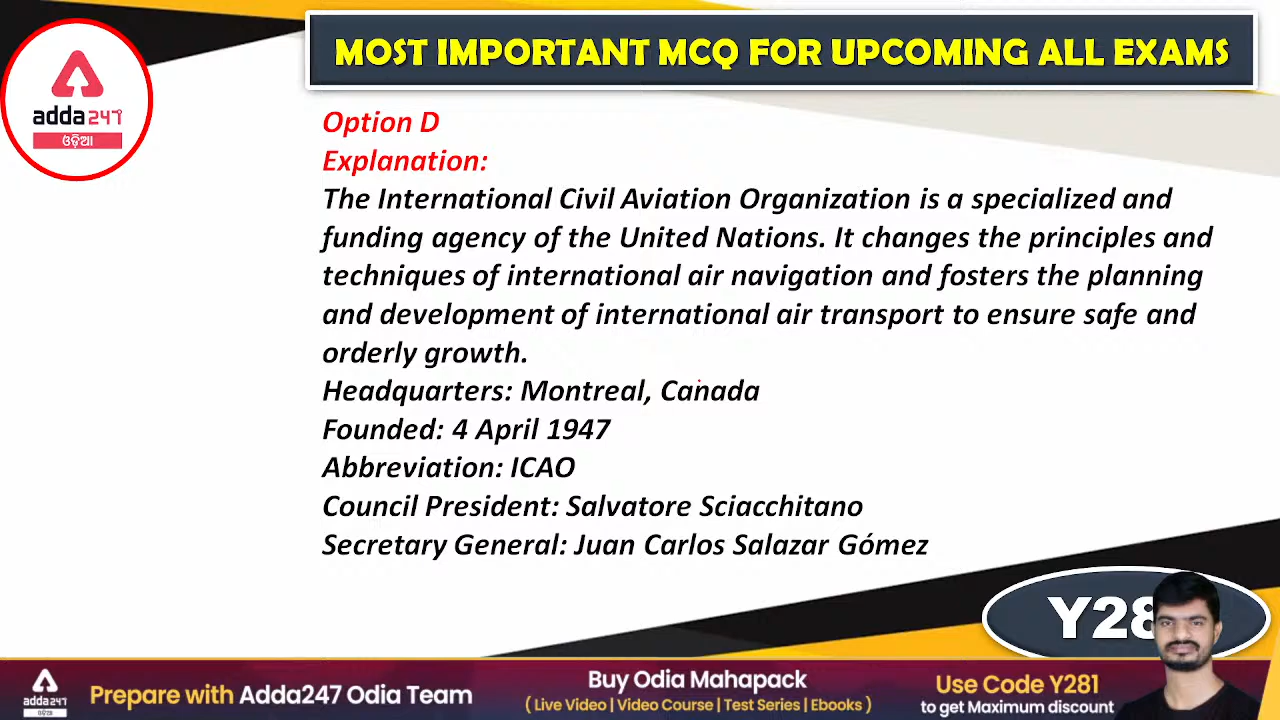 MOST IMPORTANT MCQ FOR UPCOMING ALL EXAMS
adda247
ଓଡ଼ିଆ
Option D
Explanation:
The International Civil Aviation Organization is a specialized and
funding agency of the United Nations. It changes the principles and
techniques of international air navigation and fosters the planning
and development of international air transport to ensure safe and
orderly growth.
Headquarters: Montreal, Canada
Founded: 4 April 1947
Abbreviation: ICAO
Council President: Salvatore Sciacchitano
Secretary General: Juan Carlos Salazar Gómez
Y28
adda247
ଓଡ଼ିଆ
Prepare with Adda247 Odia Team
Buy Odia Mahapack
( Live Video | Video Course | Test Series | Ebooks )
Use Code Y281
to get Maximum discount